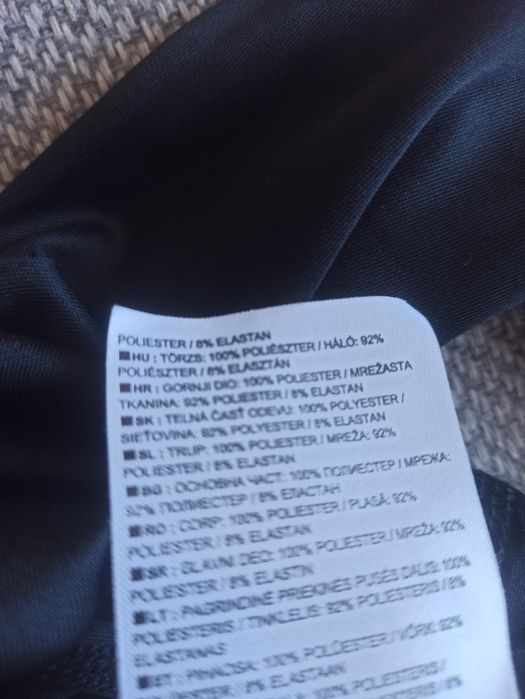 POLIESTER / 8% ELASTAN
HU : TÖRZS: 100% POLIÉSZTER / HÁLÓ: 92%
POLIÉSZTER / 8% ELASZTÁN
HR : GORNJI DIO: 100% POLIESTER / MREŽASTA
TKANINA: 92% POLIESTER / 8% ELASTAN
SK : TELNÁ ČASŤ ODEVU: 100% POLYESTER /
SIEŤOVINA: 92% POLYESTER / 8% ELASTAN
SL : TRUP: 100% POLIESTER / MREŽA: 92%
POLIESTER / 8% ELASTAN
BG : ОСНОВНА ЧАСТ: 100% ПОЛИЕСТЕР / МРЕЖА:
92% ПОЛИЕСТЕР / 8% ЕЛАСТАН
RO : CORP: 100% POLIESTER / PLASĂ: 92%
POLIESTER / 8% ELASTAN
SR : GLAVNI DEO: 100% POLIESTER / MREŽA: 92%
POLIESTER / 8% ELASTIN
LT : PAGRINDINĖ PRIEKINĖS PUSĖS DALIS: 100%
POLIESTERIS / TINKLELIS: 92% POLIESTERIS / 8%
ELASTANAS
ET : PIHAOSA: 100% POLÜESTER / VÕRK: 92%
POLÜESTER / 8% ELASTAAN